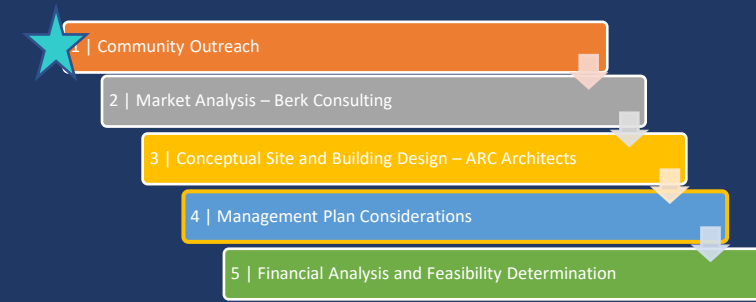 1 | Community Outreach
2 | Market Analysis – Berk Consulting
3 | Conceptual Site and Building Design – ARC Architects
4 | Management Plan Considerations
5 | Financial Analysis and Feasibility Determination